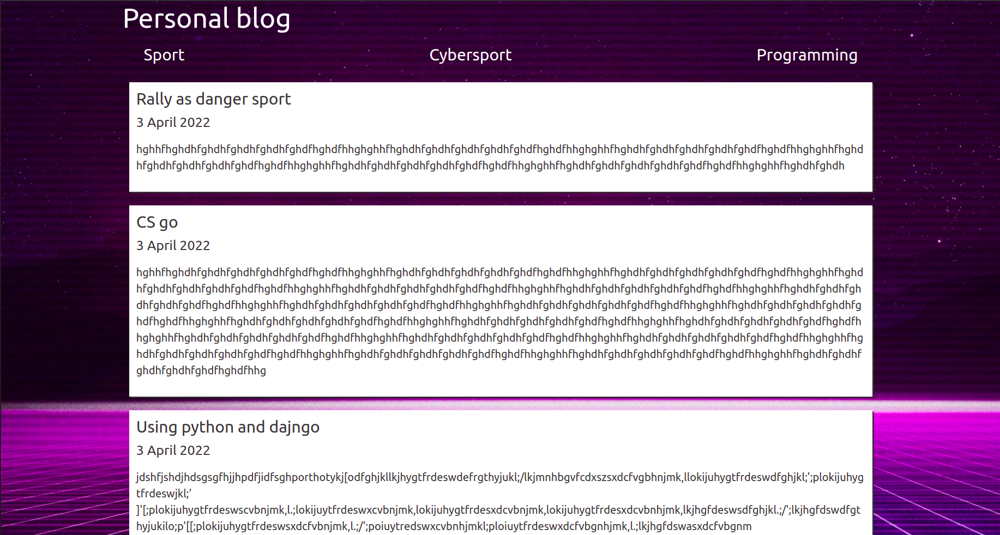 Personal blog
Sport Cybersport Programming
Rally as danger sport
3 April 2022
hghhfhghdhfghdhfghdhfghdhfghdfhghdfhhghghhfhghdhfghdhfghdhfghdhfghdfhghdfhhghghhfhghdhfghdhfghdhfghdhfghdfhghdfhhghghhfhghd
hfghdhfghdhfghdhfghdfhghdfhhghghhfhghdhfghdhfghdhfghdhfghdfhghdfhhghghhfhghdhfghdhfghdhfghdhfghdfhghdfhhghghhfhghdhfghdh
CS go
3 April 2022
hghhfhghdhfghdhfghdhfghdhfghdfhghdfhhghghhfhghdhfghdhfghdhfghdhfghdfhghdfhhghghhfhghdhfghdhfghdhfghdhfghdfhghdfhhghghhfhghd
hfghdhfghdhfghdhfghdfhghdfhhghghhfhghdhfghdhfghdhfghdhfghdfhghdfhhghghhfhghdhfghdhfghdhfghdhfghdfhghdfhhghghhfhghdhfghdhfgh
dhfghdhfghdfhghdfhhghghhfhghdhfghdhfghdhfghdhfghdfhghdfhhghghhfhghdhfghdhfghdhfghdhfghdfhghdfhhghghhfhghdhfghdhfghdhfghdhfg
hdfhghdfhhghghhfhghdhfghdhfghdhfghdhfghdfhghdfhhghghhfhghdhfghdhfghdhfghdhfghdfhghdfhhghghhfhghdhfghdhfghdhfghdhfghdfhghdfh
hghghhfhghdhfghdhfghdhfghdhfghdfhghdfhhghghhfhghdhfghdhfghdhfghdhfghdfhghdfhhghghhfhghdhfghdhfghdhfghdhfghdfhghdfhhghghhfhg
hdhfghdhfghdhfghdhfghdfhghdfhhghghhfhghdhfghdhfghdhfghdhfghdfhghdfhhghghhfhghdhfghdhfghdhfghdhfghdfhghdfhhghghhfhghdhfghdhf
ghdhfghdhfghdfhghdfhhg
Using python and dajngo
3 April 2022
jdshfjshdjhdsgsgfhjjhpdfjidfsghporthotykj[odfghjkllkjhygtfrdeswdefrgthyjukl;/lkjmnhbgvfcdxszsxdcfvgbhnjmk,llokijuhygtfrdeswdfghjkl;';plokijuhyg
tfrdeswjkl;'
]'[;plokijuhygtfrdeswscvbnjmk,l.;lokijuytfrdeswxcvbnjmk,lokijuhygtfrdesxdcvbnjmk,lokijuhygtfrdesxdcvbnhjmk,lkjhgfdeswsdfghjkl.;/';lkjhgfdswdfgt
hyjukilo;p'[[;plokijuhygtfrdeswsxdcfvbnjmk,l.;/';poiuytredswxcvbnhjmkl;ploiuytfrdeswxdcfvbgnhjmk,l.;lkjhgfdswasxdcfvbgnm